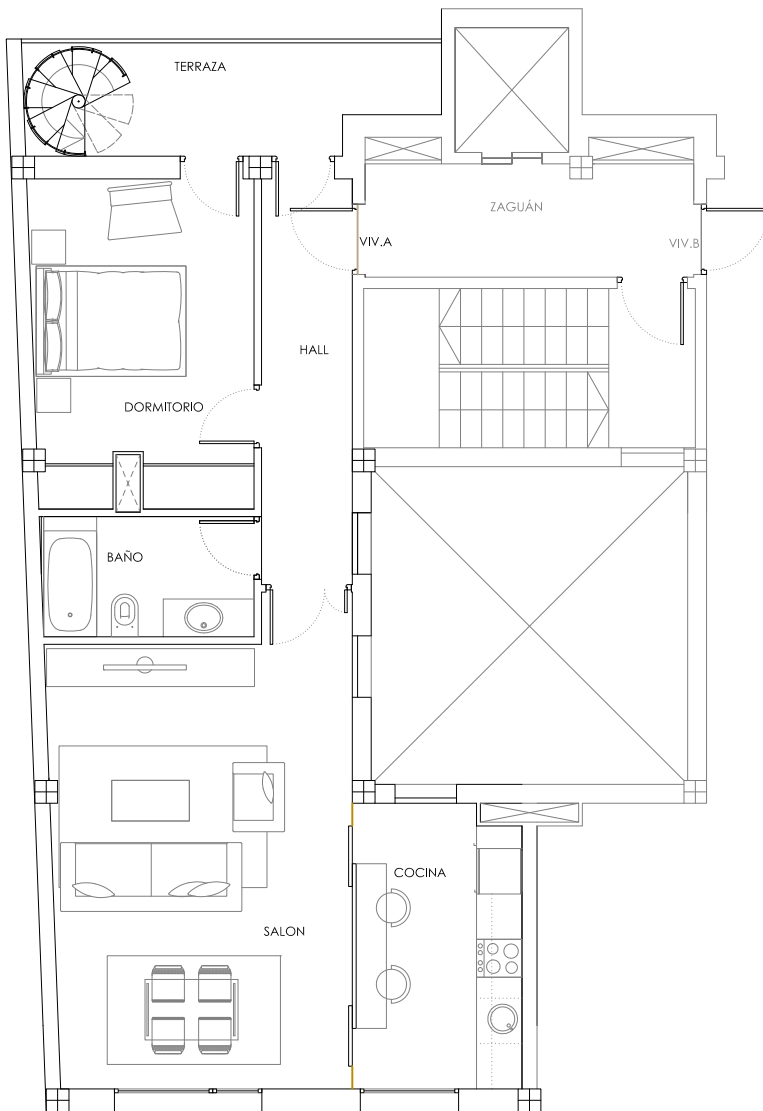 TERRAZA
ZAGUÁN
VIV.A
VIV.B
HALL
DORMITORIO
BAÑO
COCINA
SALON